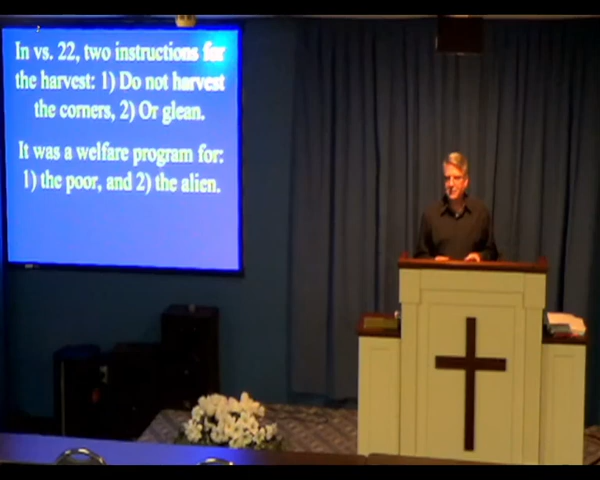 In vs. 22, two instructions for
the harvest: 1) Do not harvest
the corners, 2) Or glean.
It was a welfare program for:
1) the poor, and 2) the alien.